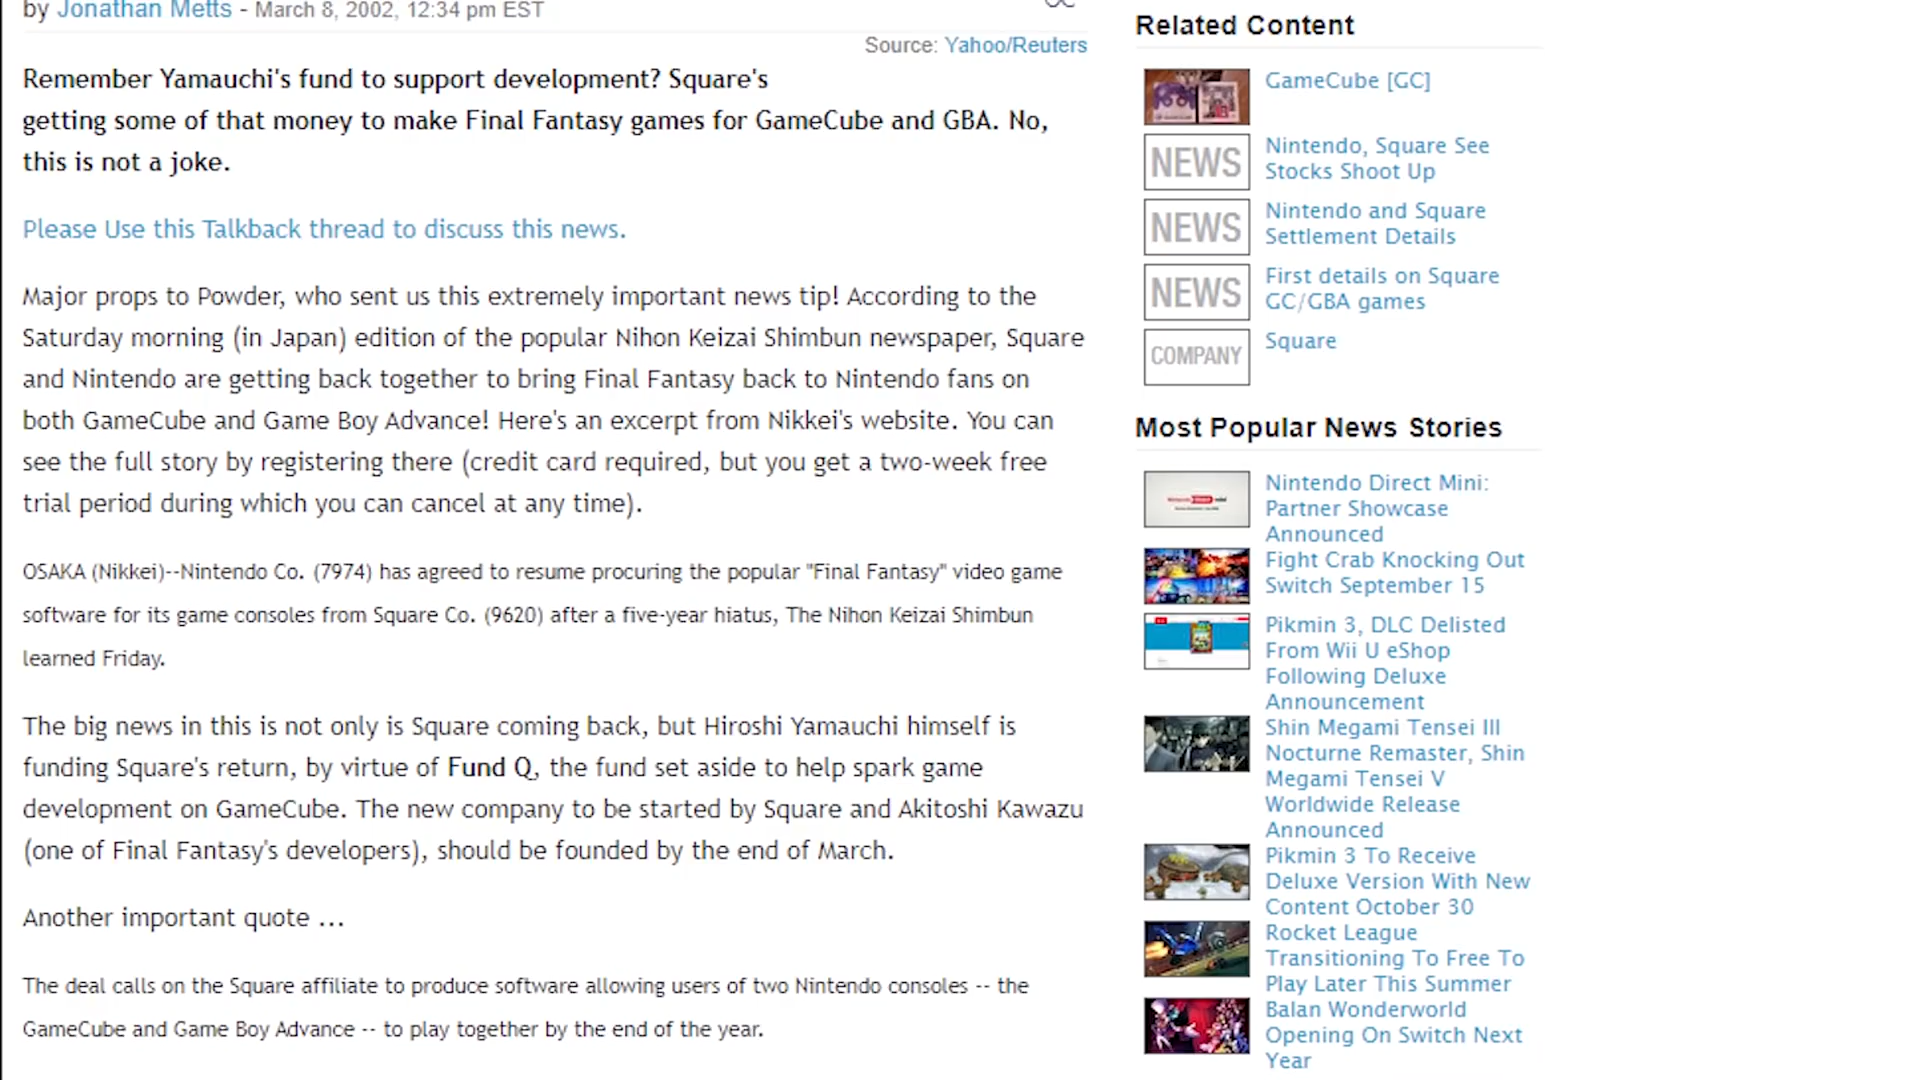 by Jonathan Metts - March 8, 2002, 12:34 pm EST
Source: Yahoo/Reuters
Remember Yamauchi's fund to support development? Square's
getting some of that money to make Final Fantasy games for GameCube and GBA. No,
this is not a joke.
Please Use this Talkback thread to discuss this news.
Major props to Powder, who sent us this extremely important news tip! According to the
Saturday morning (in Japan) edition of the popular Nihon Keizai Shimbun newspaper, Square
and Nintendo are getting back together to bring Final Fantasy back to Nintendo fans on
both GameCube and Game Boy Advance! Here's an excerpt from Nikkei's website. You can
see the full story by registering there (credit card required, but you get a two-week free
trial period during which you can cancel at any time).
OSAKA (Nikkei)--Nintendo Co. (7974) has agreed to resume procuring the popular "Final Fantasy" video game
software for its game consoles from Square Co. (9620) after a five-year hiatus, The Nihon Keizai Shimbun
learned Friday.
The big news in this is not only is Square coming back, but Hiroshi Yamauchi himself is
funding Square's return, by virtue of Fund Q, the fund set aside to help spark game
development on GameCube. The new company to be started by Square and Akitoshi Kawazu
(one of Final Fantasy's developers), should be founded by the end of March.
Another important quote ...
The deal calls on the Square affiliate to produce software allowing users of two Nintendo consoles -- the
GameCube and Game Boy Advance -- to play together by the end of the year.
Related Content
GameCube [GC]
NEWS
Nintendo, Square See
Stocks Shoot Up
NEWS
Nintendo and Square
Settlement Details
NEWS
First details on Square
GC/GBA games
COMPANY
Square
Most Popular News Stories
Nintendo Direct Mini:
Partner Showcase
Announced
Fight Crab Knocking Out
Switch September 15
Pikmin 3, DLC Delisted
From Wii U eShop
Following Deluxe
Announcement
Shin Megami Tensei III
Nocturne Remaster, Shin
Megami Tensei V
Worldwide Release
Announced
Pikmin 3 To Receive
Deluxe Version With New
Content October 30
Rocket League
Transitioning To Free To
Play Later This Summer
Balan Wonderworld
Opening On Switch Next
Year